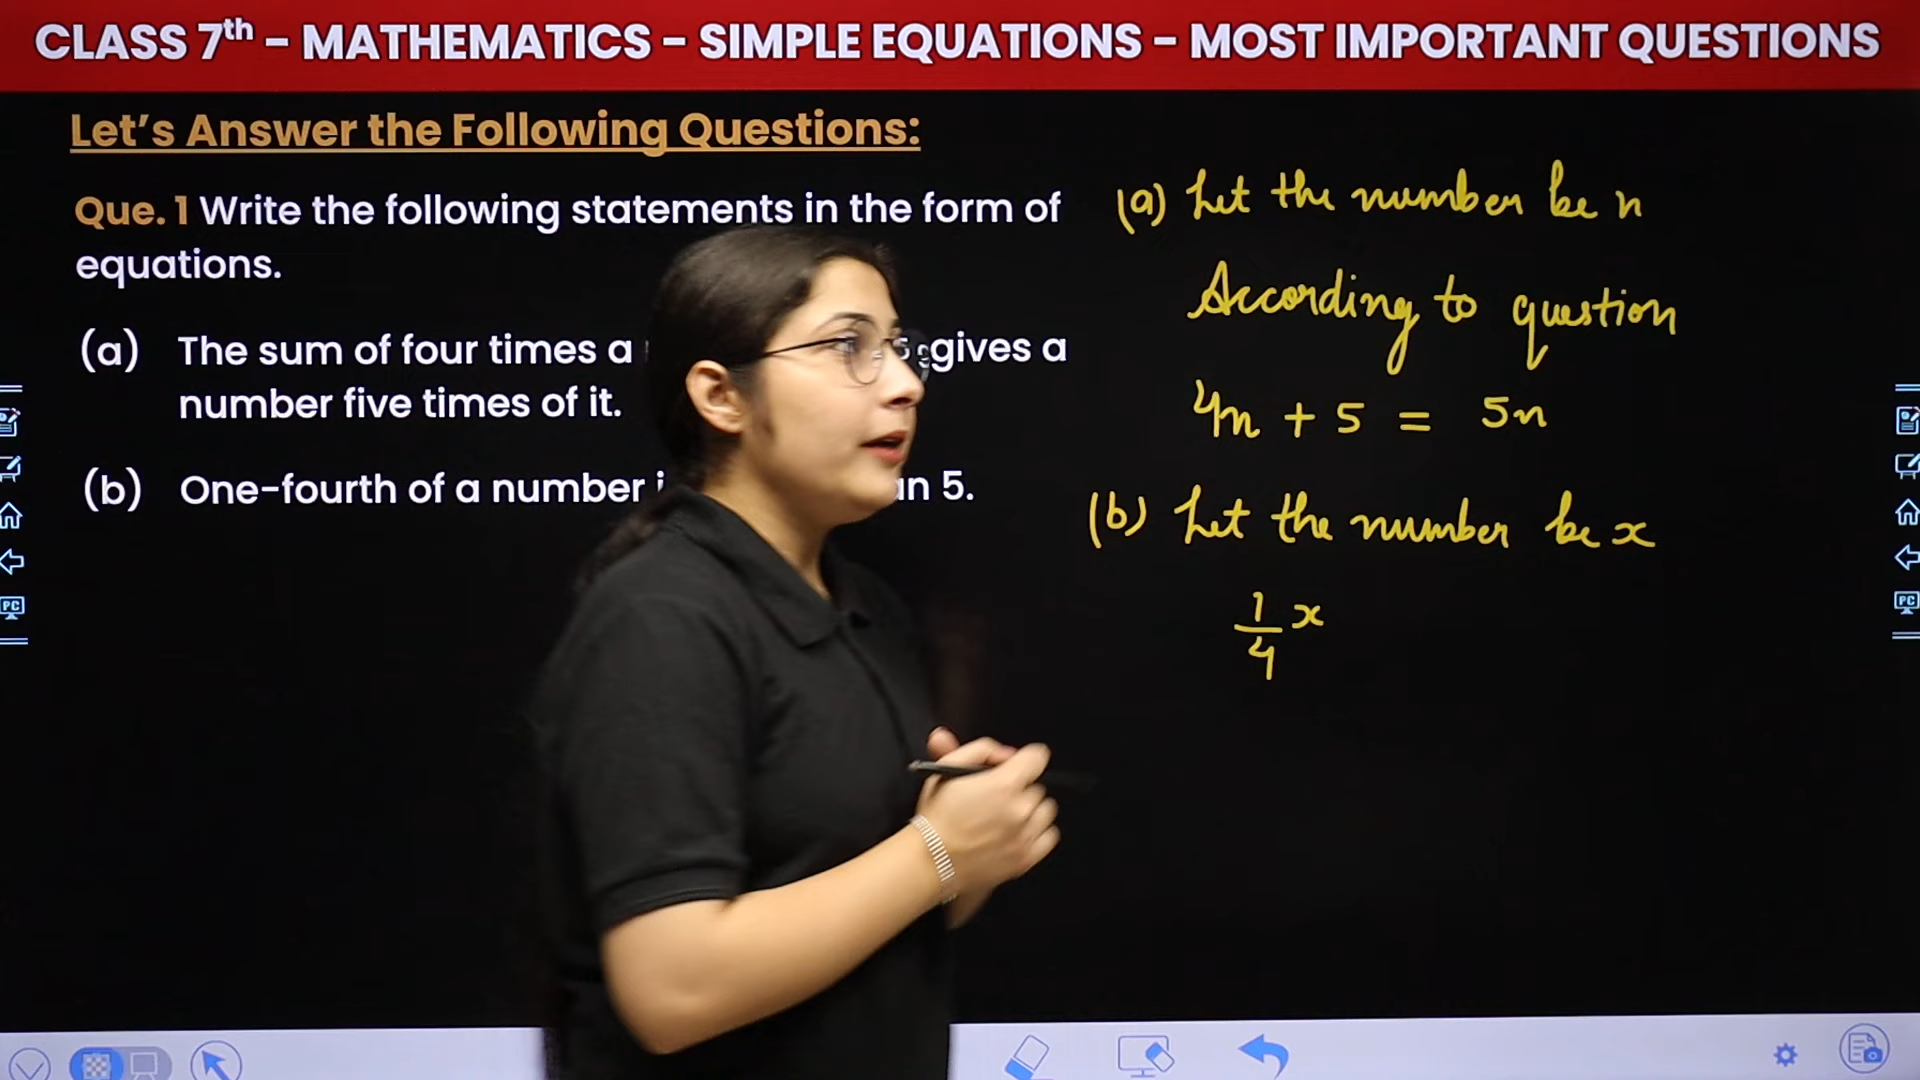 CLASS 7th - MATHEMATICS - SIMPLE EQUATIONS - MOST IMPORTANT QUESTIONS
Let's Answer the Following Questions:
Que. 1 Write the following statements in the form of
equations.
(a) The sum of four times a gives a
number five times of it.
(b) One-fourth of a number 5.
(a) Let the number be n
According to question
4n + 5 = 5n
(b) Let the number be x
1/4 x
PC
PC